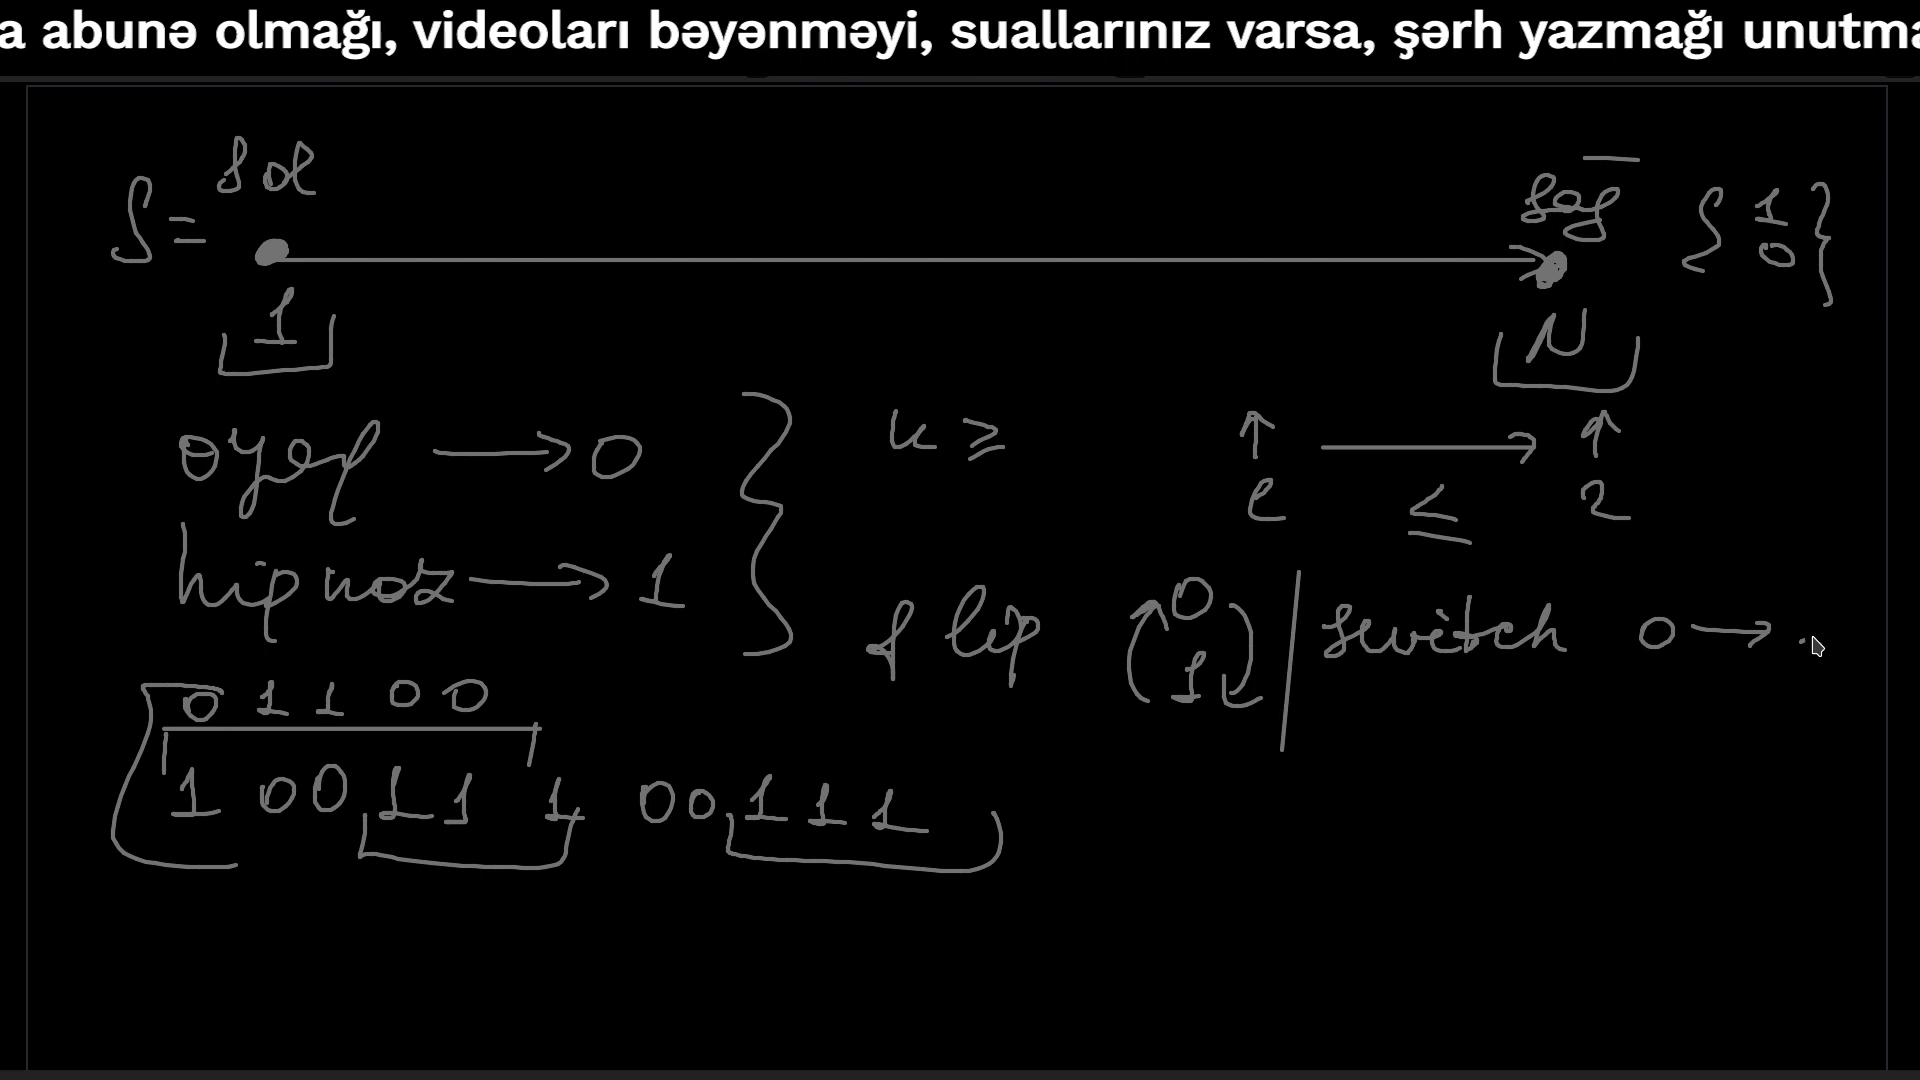 a abunə olmağı, videoları bəyənməyi, suallarınız varsa, şərh yazmağı unutma
S = sol sağ { 1 0 }
1 N
oyaq → 0 k ≥ ↑ → ↑
l ≤ r
hipnoz → 1 flip 0 1 | switch 0 →
0 1 1 0 0
1 0 0 1 1 1 0 0 1 1 1